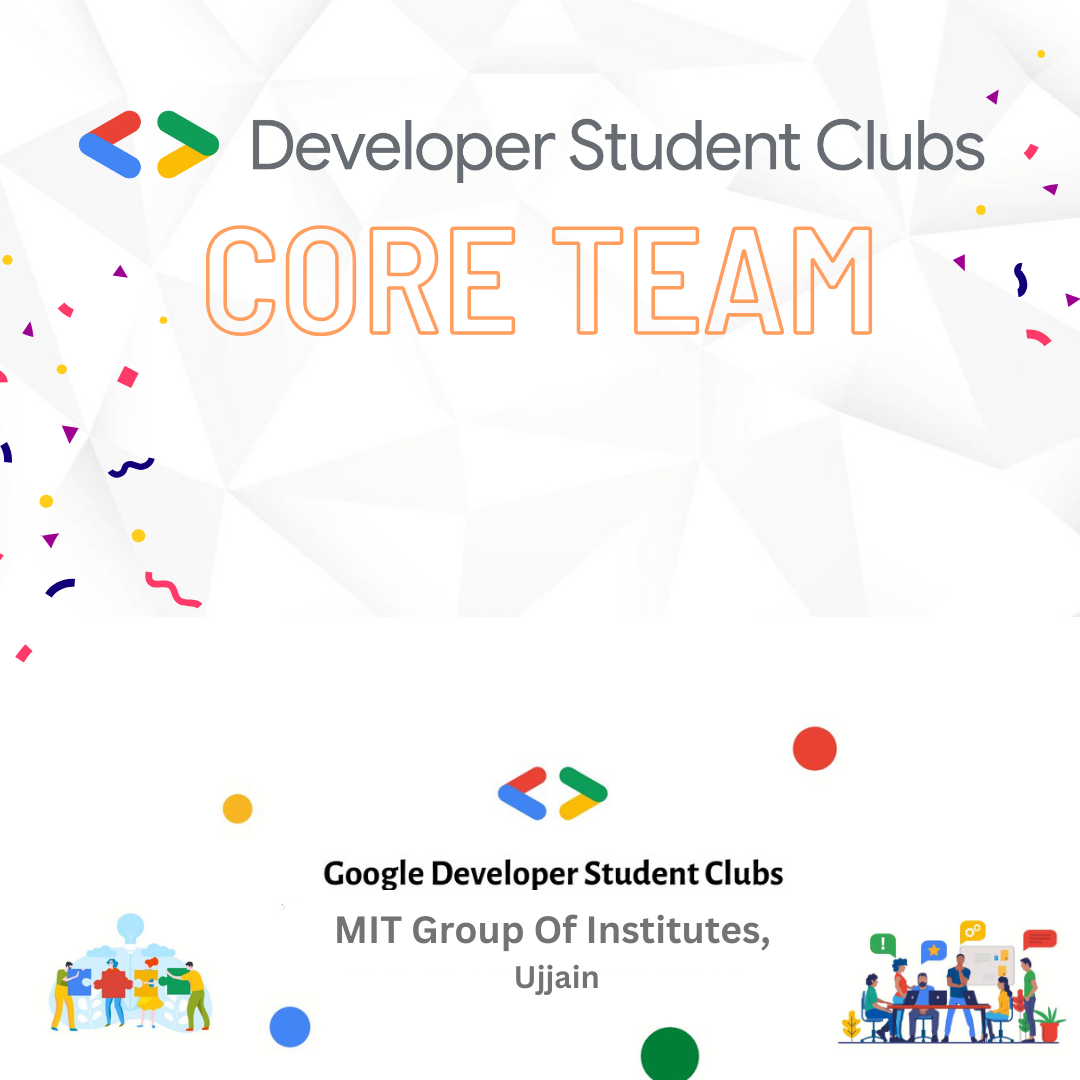 Developer Student Clubs
CORE TEAM
Google Developer Student Clubs
MIT Group Of Institutes,
Ujjain